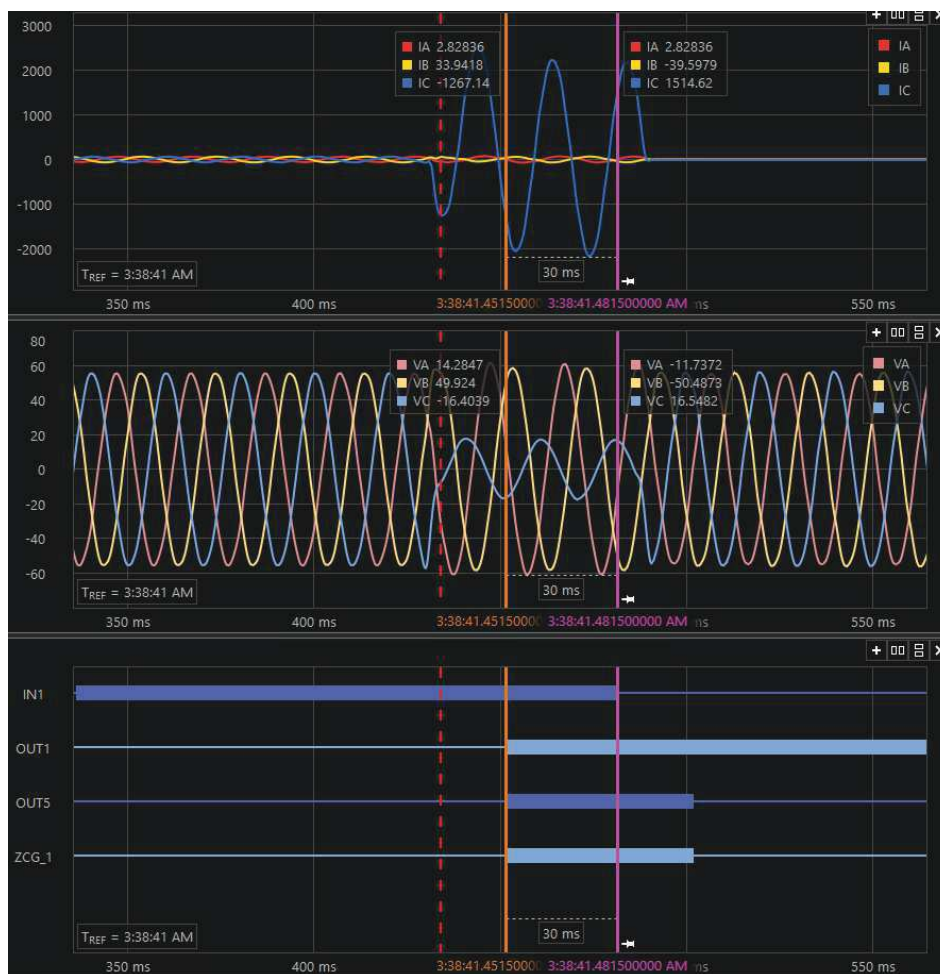 3000
2000
1000
0
-1000
-2000
IA 2.82836
IB 33.9418
IC -1267.14
IA 2.82836
IB -39.5979
IC 1514.62
IA
IB
IC
30 ms
TREF = 3:38:41 AM
350 ms
400 ms
3:38:41.45150000
3:38:41.481500000 AM
ms
550 ms
80
60
40
20
0
-20
-40
-60
VA 14.2847
VB 49.924
VC -16.4039
VA -11.7372
VB -50.4873
VC 16.5482
VA
VB
VC
30 ms
TREF = 3:38:41 AM
350 ms
400 ms
3:38:41.45150000
3:38:41.481500000 AM
ms
550 ms
IN1
OUT1
OUT5
ZCG_1
30 ms
TREF = 3:38:41 AM
350 ms
400 ms
3:38:41.45150000
3:38:41.481500000 AM
ms
550 ms